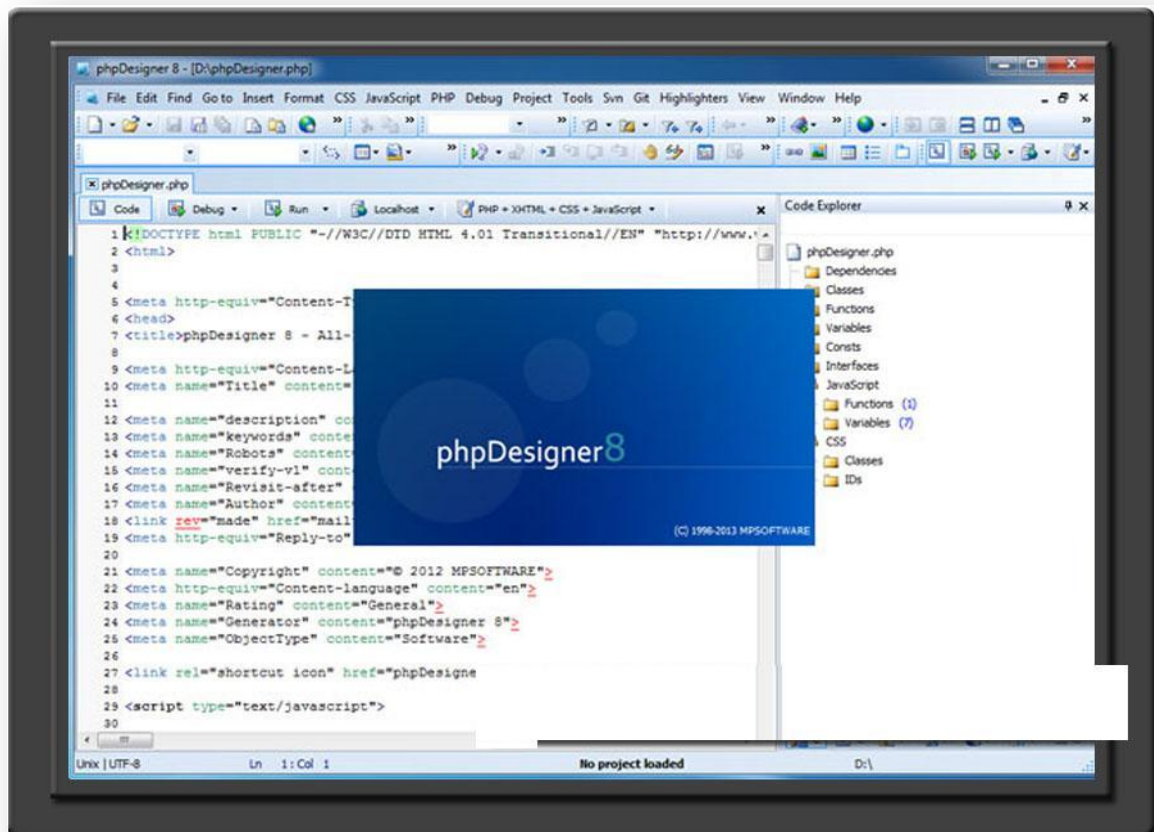 phpDesigner 8 - [D:\phpDesigner.php]
File Edit Find Go to Insert Format CSS JavaScript PHP Debug Project Tools Svn Git Highlighters View Window Help
phpDesigner.php
Code Debug Run Localhost PHP + XHTML + CSS + JavaScript
Code Explorer
1 <!DOCTYPE html PUBLIC "-//W3C//DTD HTML 4.01 Transitional//EN" "http://www.
2 <html>
3
4
5 <meta http-equiv="Content-T
6 <head>
7 <title>phpDesigner 8 - All-
8
9 <meta http-equiv="Content-L
10 <meta name="Title" content="
11
12 <meta name="description" co
13 <meta name="keywords" conte
14 <meta name="Robots" content
15 <meta name="verify-v1" cont
16 <meta name="Revisit-after"
17 <meta name="Author" content
18 <link rev="made" href="mail
19 <meta http-equiv="Reply-to"
20
21 <meta name="Copyright" content="© 2012 MPSOFTWARE">
22 <meta http-equiv="Content-language" content="en">
23 <meta name="Rating" content="General">
24 <meta name="Generator" content="phpDesigner 8">
25 <meta name="ObjectType" content="Software">
26
27 <link rel="shortcut icon" href="phpDesigne
28
29 <script type="text/javascript">
30
phpDesigner8
(C) 1998-2013 MPSOFTWARE
phpDesigner.php
Dependencies
Classes
Functions
Variables
Consts
Interfaces
JavaScript
Functions (1)
Variables (7)
CSS
Classes
IDs
Unix | UTF-8 Ln 1 : Col 1 No project loaded D:\